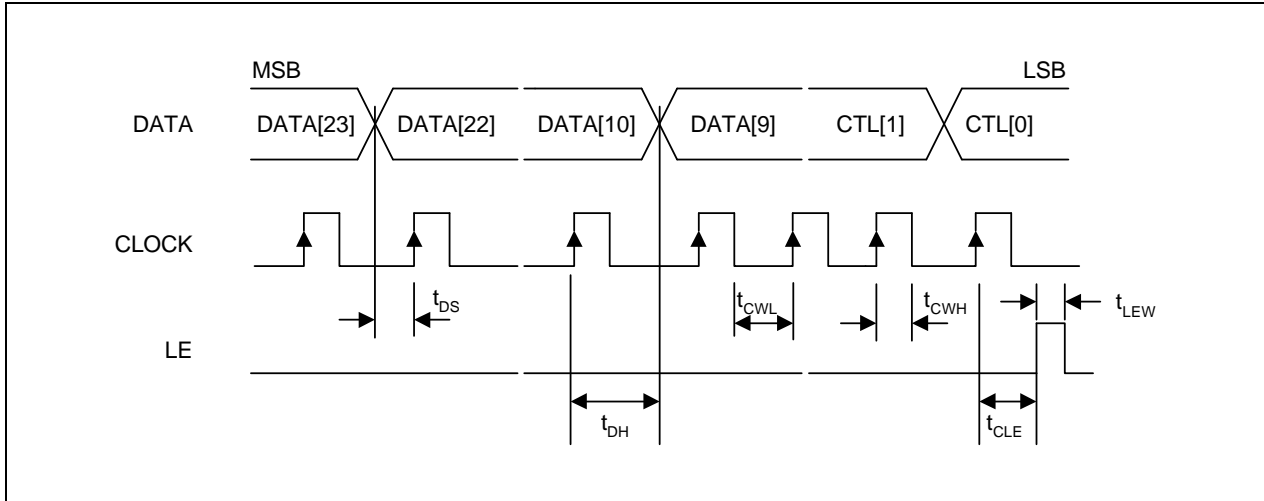 MSB LSB
DATA DATA[23] DATA[22] DATA[10] DATA[9] CTL[1] CTL[0]
CLOCK
tDS tCWL tCWH tLEW
LE
tDH tCLE